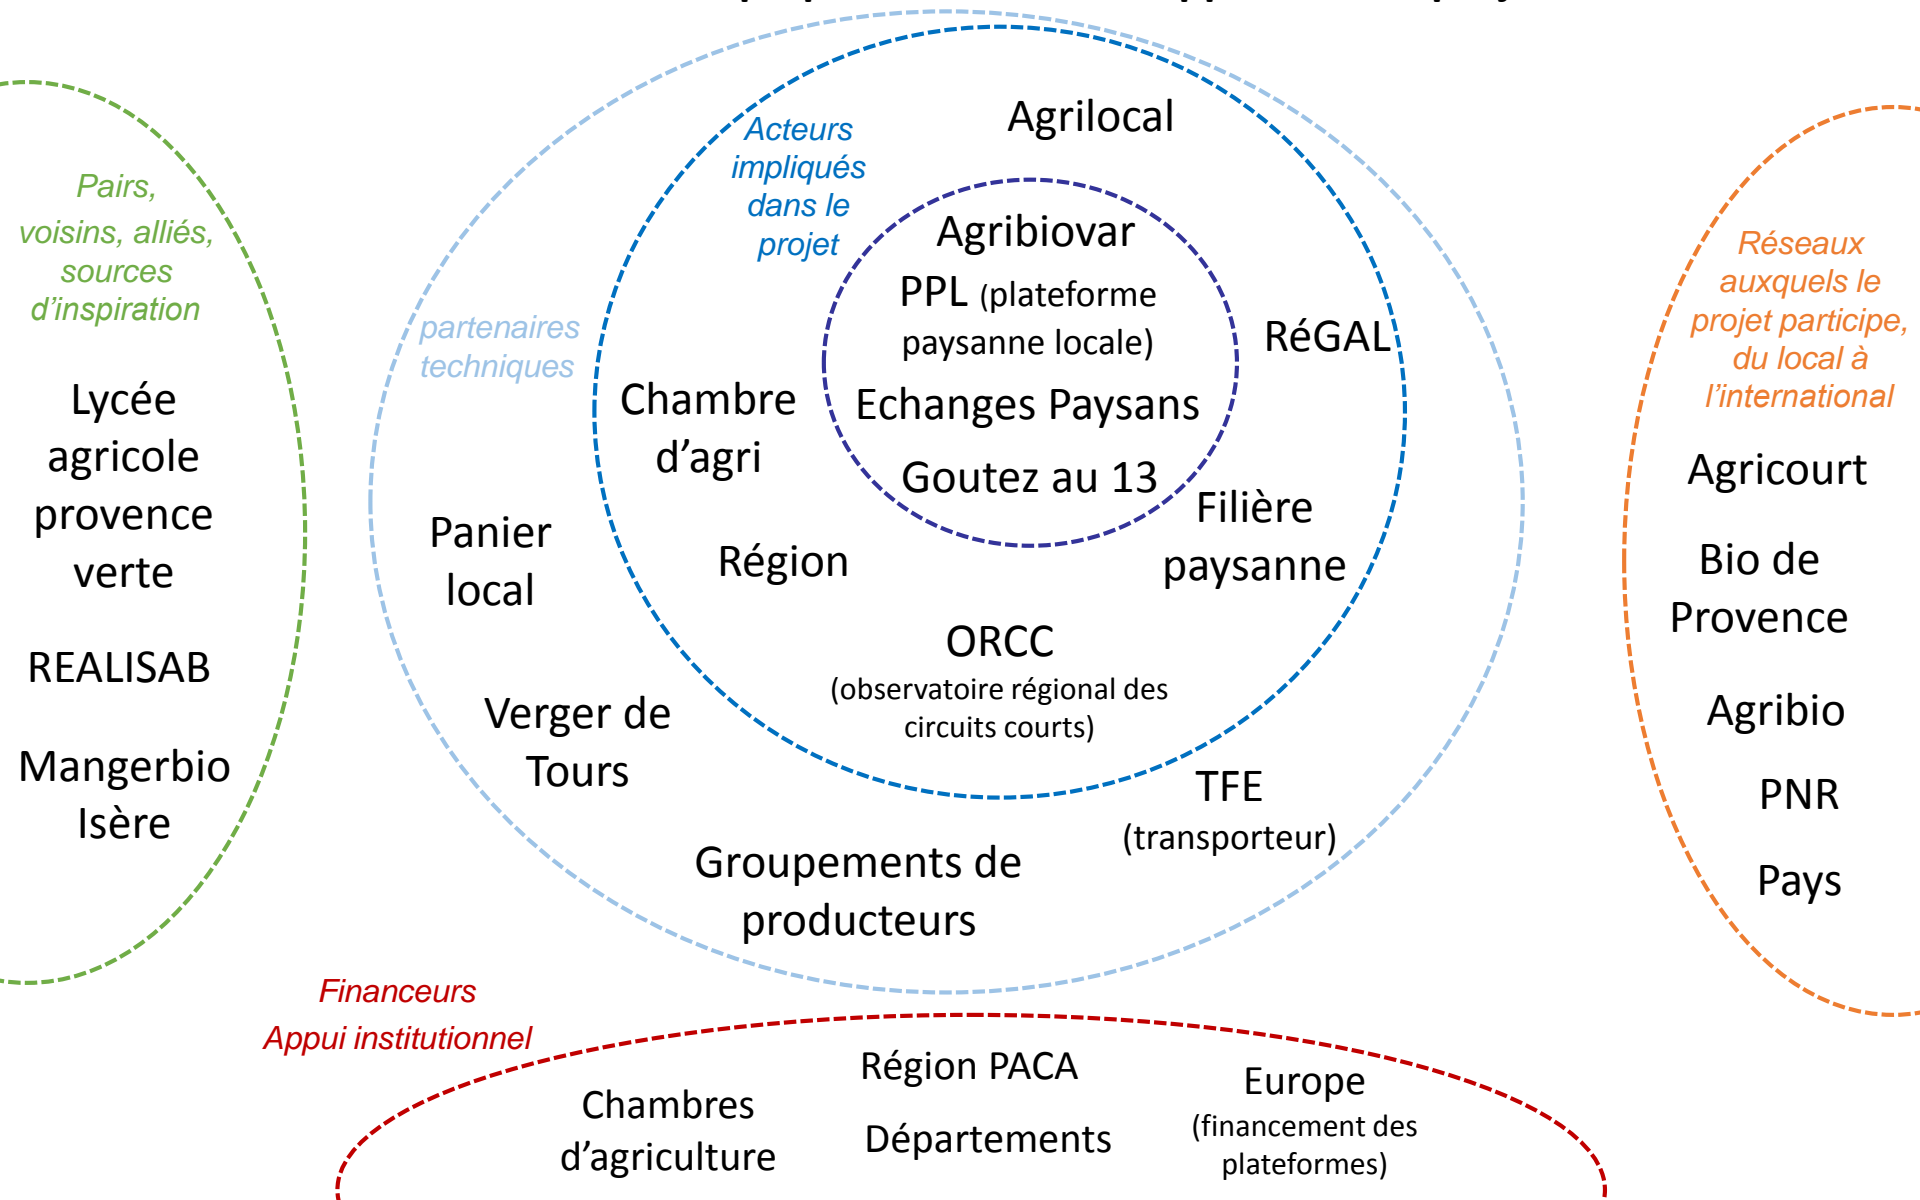 Pairs,
voisins, alliés,
sources
d’inspiration
Lycée
agricole
provence
verte
REALISAB
Mangerbio
Isère
partenaires
techniques
Panier
local
Verger de
Tours
Groupements de
producteurs
TFE
(transporteur)
Acteurs
impliqués
dans le
projet
Agrilocal
Chambre
d’agri
Région
ORCC
(observatoire régional des
circuits courts)
RéGAL
Filière
paysanne
Agribiovar
PPL (plateforme
paysanne locale)
Echanges Paysans
Goutez au 13
Réseaux
auxquels le
projet participe,
du local à
l’international
Agricourt
Bio de
Provence
Agribio
PNR
Pays
Financeurs
Appui institutionnel
Chambres
d’agriculture
Région PACA
Départements
Europe
(financement des
plateformes)